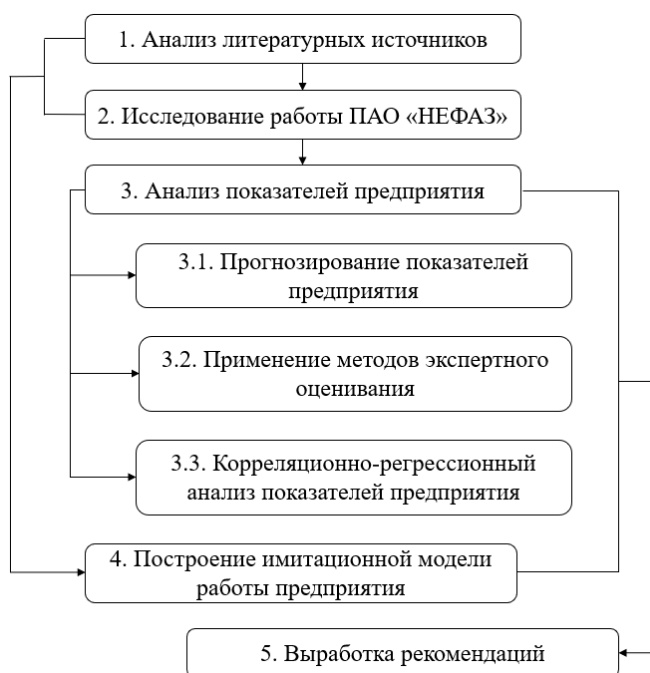 1. Анализ литературных источников
2. Исследование работы ПАО «НЕФАЗ»
3. Анализ показателей предприятия
3.1. Прогнозирование показателей
предприятия
3.2. Применение методов экспертного
оценивания
3.3. Корреляционно-регрессионный
анализ показателей предприятия
4. Построение имитационной модели
работы предприятия
5. Выработка рекомендаций